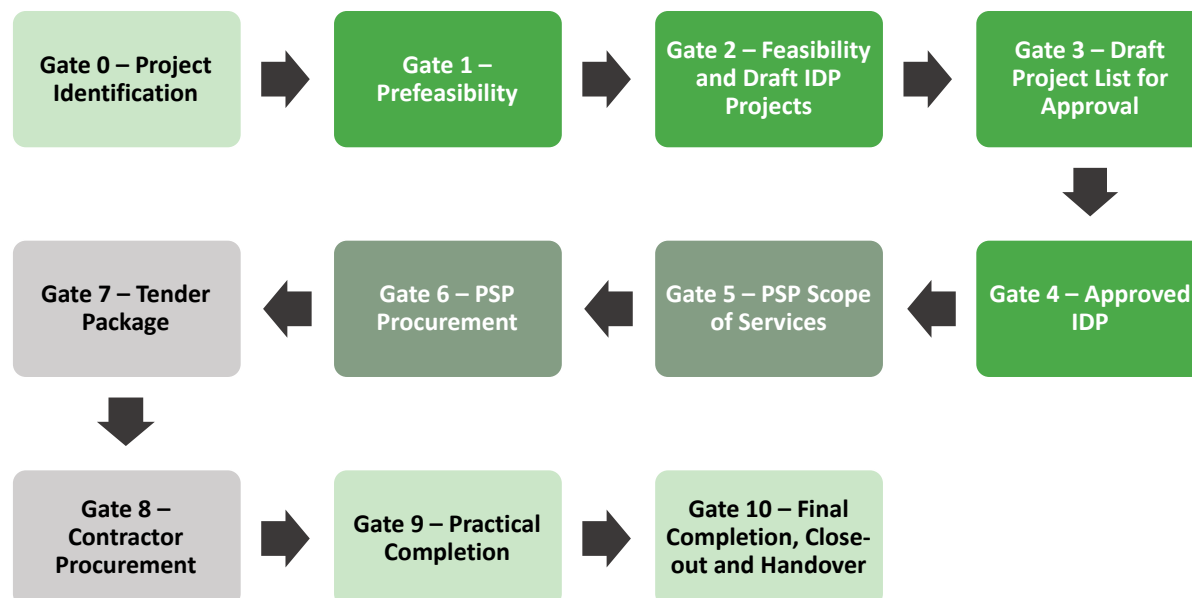 Gate 0 – Project
Identification
Gate 1 –
Prefeasibility
Gate 2 – Feasibility
and Draft IDP
Projects
Gate 3 – Draft
Project List for
Approval
Gate 4 – Approved
IDP
Gate 5 – PSP Scope
of Services
Gate 6 – PSP
Procurement
Gate 7 – Tender
Package
Gate 8 –
Contractor
Procurement
Gate 9 – Practical
Completion
Gate 10 – Final
Completion, Close-
out and Handover